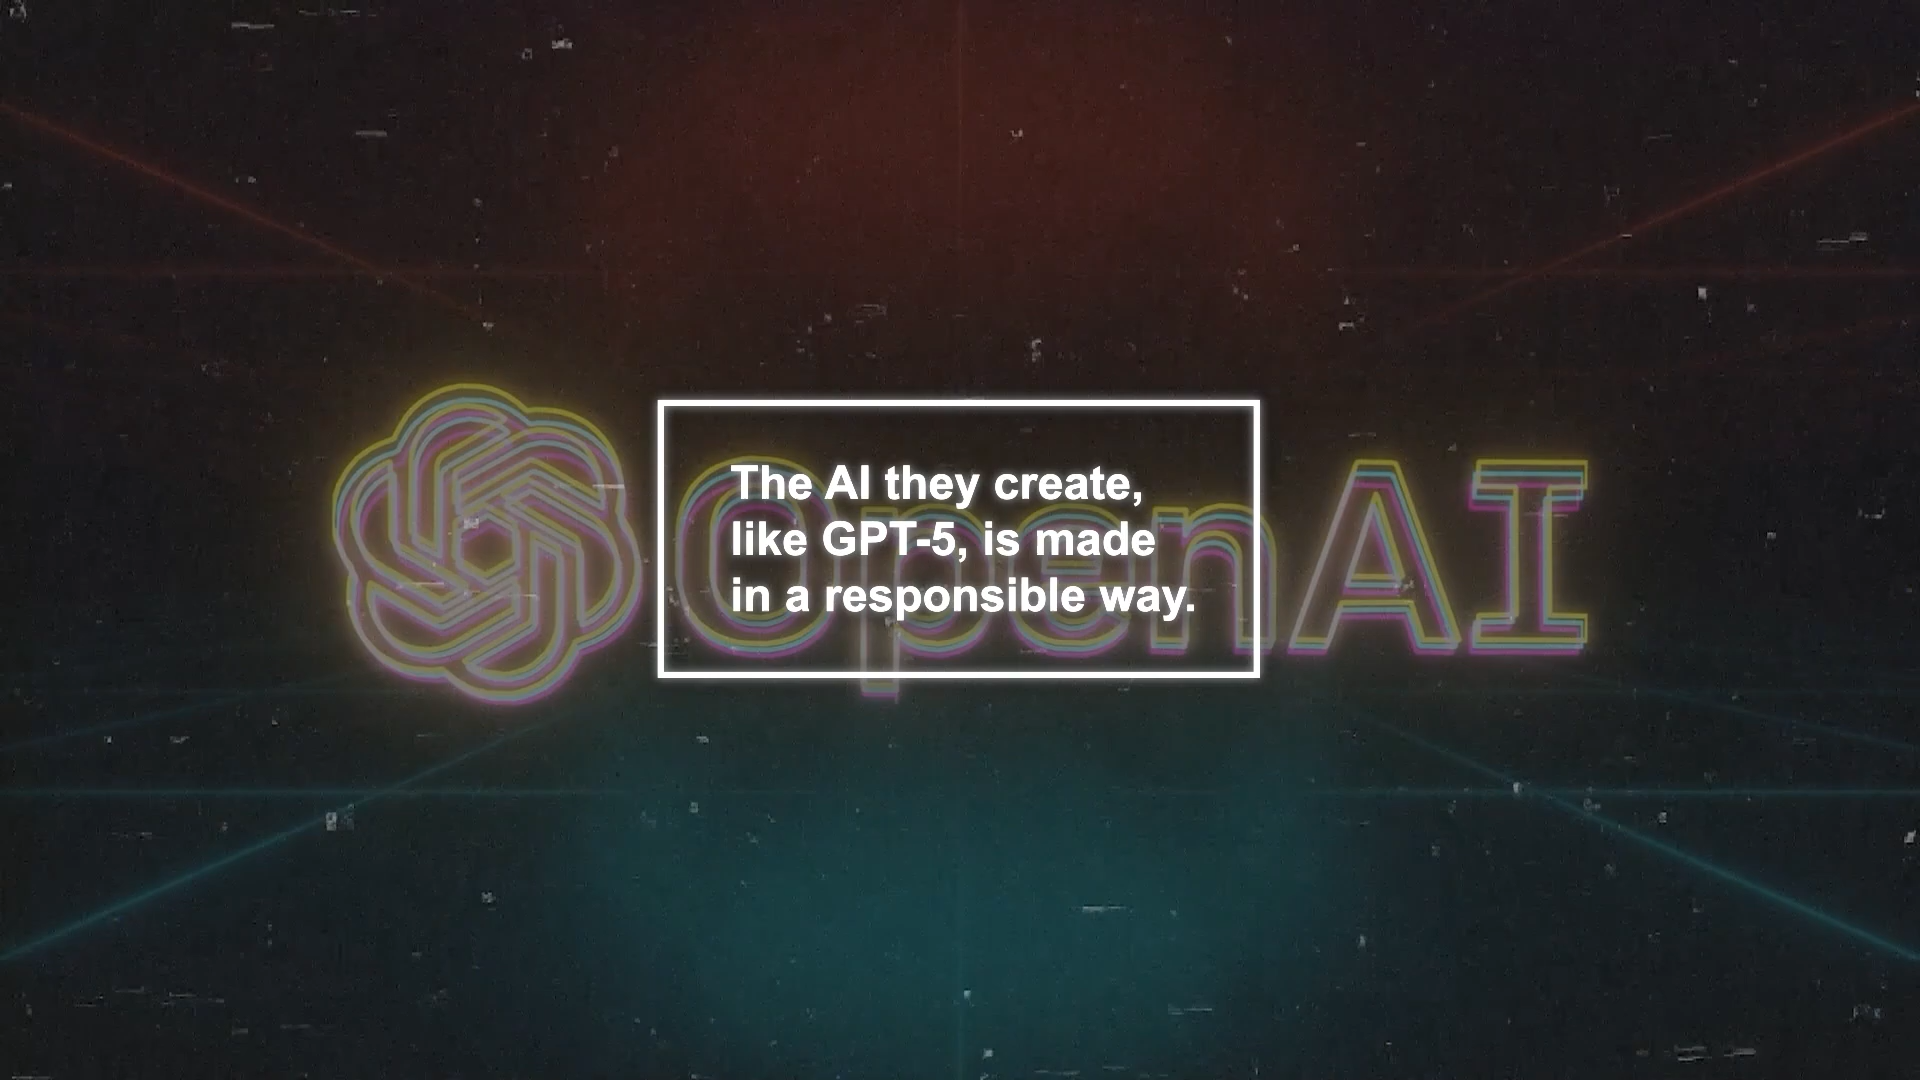 OpenAI
The AI they create,
like GPT-5, is made
in a responsible way.